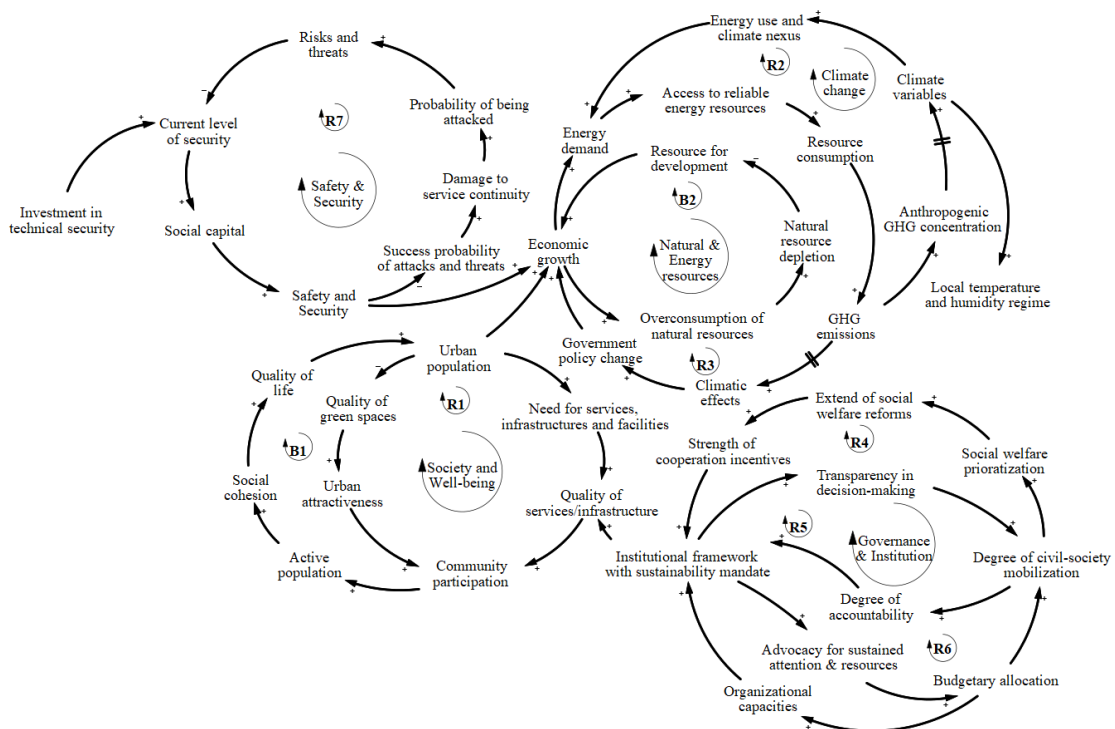 Energy use and
climate nexus
Risks and
threats
R2
Climate
change
Climate
variables
Probability of being
attacked
Access to reliable
energy resources
R7
Current level
of security
Energy
demand
Resource for
development
Resource
consumption
Safety &
Security
Damage to
service continuity
B2
Investment in
technical security
Social capital
Anthropogenic
GHG concentration
Natural
resource
depletion
Success probability
of attacks and threats
Economic
growth
Natural &
Energy
resources
Local temperature
and humidity regime
Safety and
Security
Overconsumption of
natural resources
GHG
emissions
Urban
population
Government
policy change
R3
Quality of
life
Climatic
effects
Extend of social
welfare reforms
Quality of
green spaces
R1
Need for services,
infrastructures and facilities
R4
B1
Strength of
cooperation incentives
Social welfare
prioratization
Society and
Well-being
Transparency in
decision-making
Social
cohesion
Urban
attractiveness
Quality of
services/infrastructure
R5
Governance
& Institution
Active
population
Community
participation
Institutional framework
with sustainability mandate
Degree of civil-society
mobilization
Degree of
accountability
Advocacy for sustained
attention & resources
R6
Organizational
capacities
Budgetary allocation